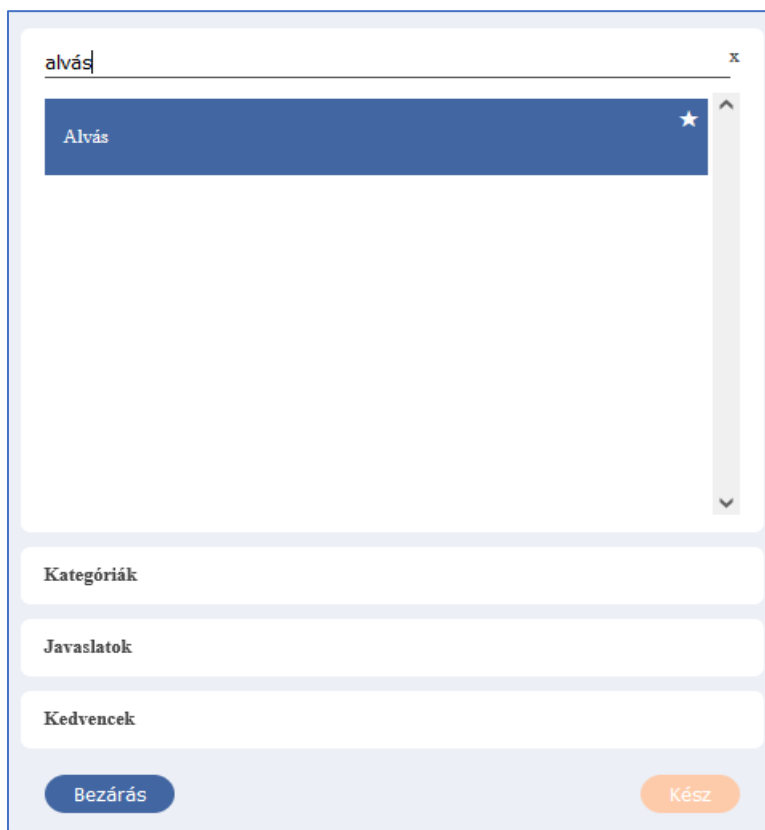 alvás
x
Alvás
Kategóriák
Javaslatok
Kedvencek
Bezárás
Kész